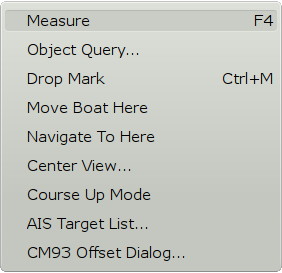 Measure F4
Object Query...
Drop Mark Ctrl+M
Move Boat Here
Navigate To Here
Center View...
Course Up Mode
AIS Target List...
CM93 Offset Dialog...